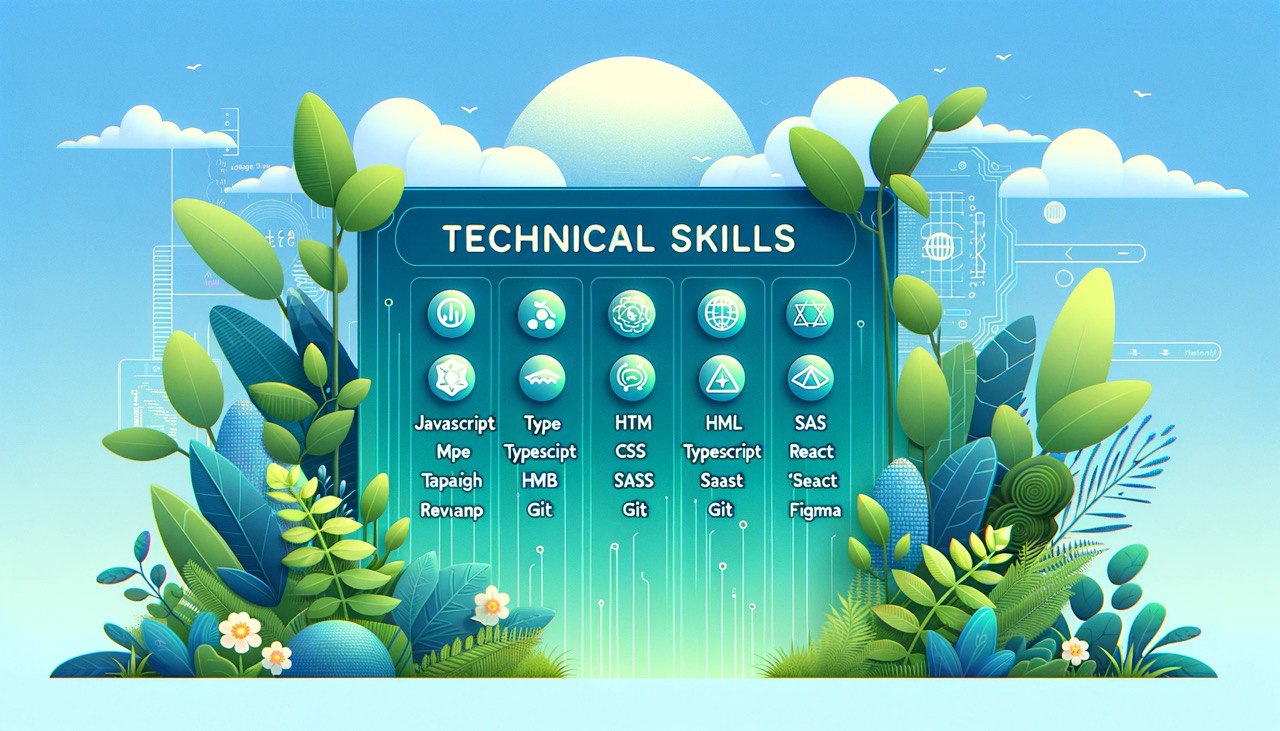 TECHNICAL SKILLS
Javascript Type HTM HML SAS
Mpe Typescipt CSS Typescript React
Tapaigh HMB SASS Saast 'Seact
Revianp Git Git Git Figma